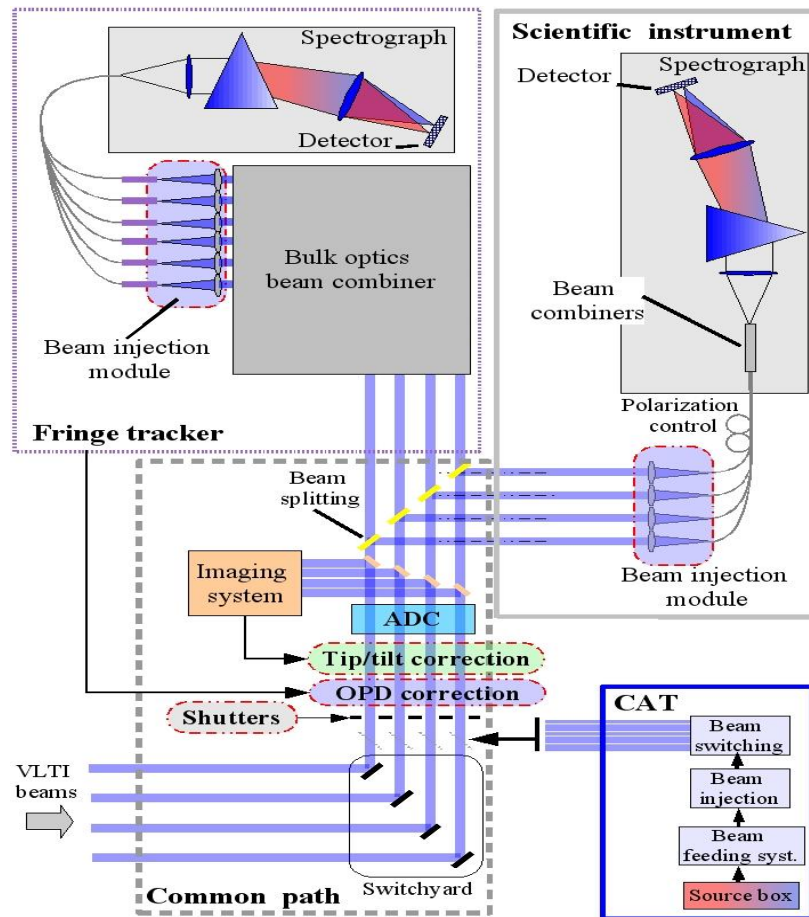 Spectrograph
Detector
Bulk optics
beam combiner
Beam injection
module
Fringe tracker
Scientific instrument
Detector
Spectrograph
Beam
combiners
Polarization
control
Beam injection
module
Beam
splitting
Imaging
system
ADC
Tip/tilt correction
OPD correction
Shutters
VLTI
beams
Switchyard
Common path
CAT
Beam
switching
Beam
injection
Beam
feeding syst.
Source box